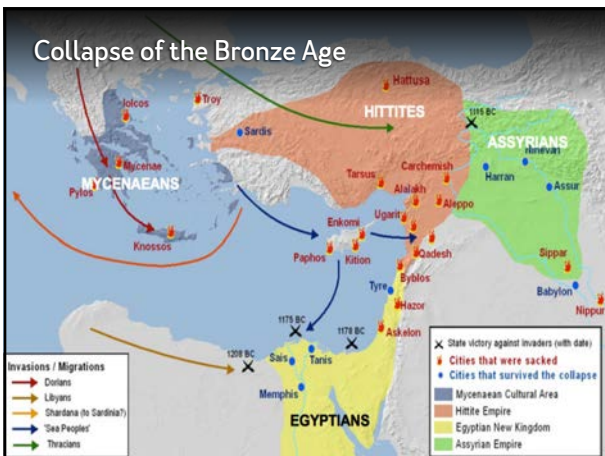 Collapse of the Bronze Age
Hattusa
Iolcos
Troy
HITTITES
1195 BC
Sardis
ASSYRIANS
Mycenae
MYCENAEANS
Ninevah
Carchemish
Harran
Tarsus
Alalakh
Assur
Pylos
Aleppo
Ugarit
Enkomi
Knossos
Paphos
Kition
Qadesh
Sippar
Byblos
Babylon
Tyre
Nippur
Hazor
1175 BC
1178 BC
Askelon
1208 BC
Sais
Tanis
Memphis
EGYPTIANS
Invasions / Migrations
Dorians
Libyans
Shardana (to Sardinia?)
'Sea Peoples'
Thracians
State victory against invaders (with date)
Cities that were sacked
Cities that survived the collapse
Mycenaean Cultural Area
Hittite Empire
Egyptian New Kingdom
Assyrian Empire